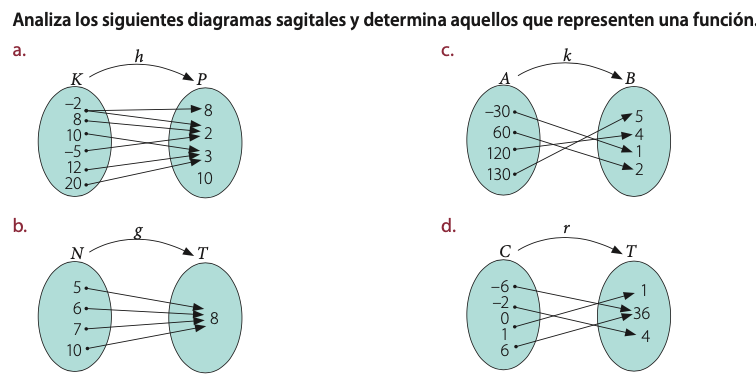 Analiza los siguientes diagramas sagitales y determina aquellos que representen una función.
a.
h
K P
−2
8
10
−5
12
20
8
2
3
10
c.
k
A B
−30
60
120
130
5
4
1
2
b.
g
N T
5
6
7
10
8
d.
r
C T
−6
−2
0
1
6
1
36
4